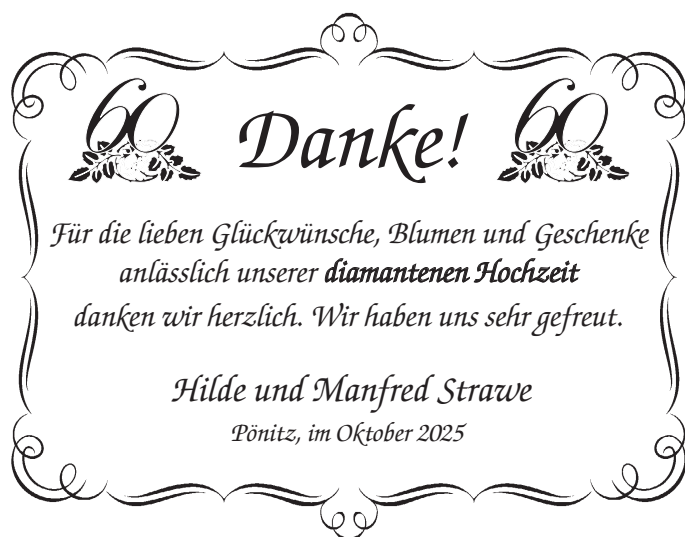 60 Danke! 60
Für die lieben Glückwünsche, Blumen und Geschenke
anlässlich unserer diamantenen Hochzeit
danken wir herzlich. Wir haben uns sehr gefreut.
Hilde und Manfred Strawe
Pönitz, im Oktober 2025